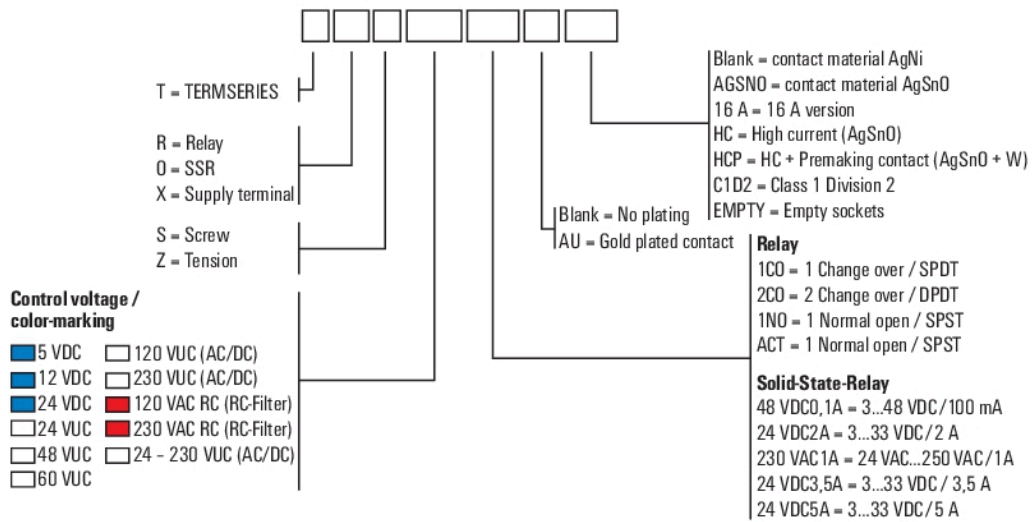 T = TERMSERIES
R = Relay
O = SSR
X = Supply terminal
S = Screw
Z = Tension
Control voltage /
color-marking
5 VDC
12 VDC
24 VDC
24 VUC
48 VUC
60 VUC
120 VUC (AC/DC)
230 VUC (AC/DC)
120 VAC RC (RC-Filter)
230 VAC RC (RC-Filter)
24 – 230 VUC (AC/DC)
Blank = contact material AgNi
AGSNO = contact material AgSnO
16 A = 16 A version
HC = High current (AgSnO)
HCP = HC + Premaking contact (AgSnO + W)
C1D2 = Class 1 Division 2
EMPTY = Empty sockets
Blank = No plating
AU = Gold plated contact
Relay
1CO = 1 Change over / SPDT
2CO = 2 Change over / DPDT
1NO = 1 Normal open / SPST
ACT = 1 Normal open / SPST
Solid-State-Relay
48 VDC0,1A = 3...48 VDC/100 mA
24 VDC2A = 3...33 VDC/2 A
230 VAC1A = 24 VAC...250 VAC/1A
24 VDC3,5A = 3...33 VDC / 3,5 A
24 VDC5A = 3...33 VDC/5 A